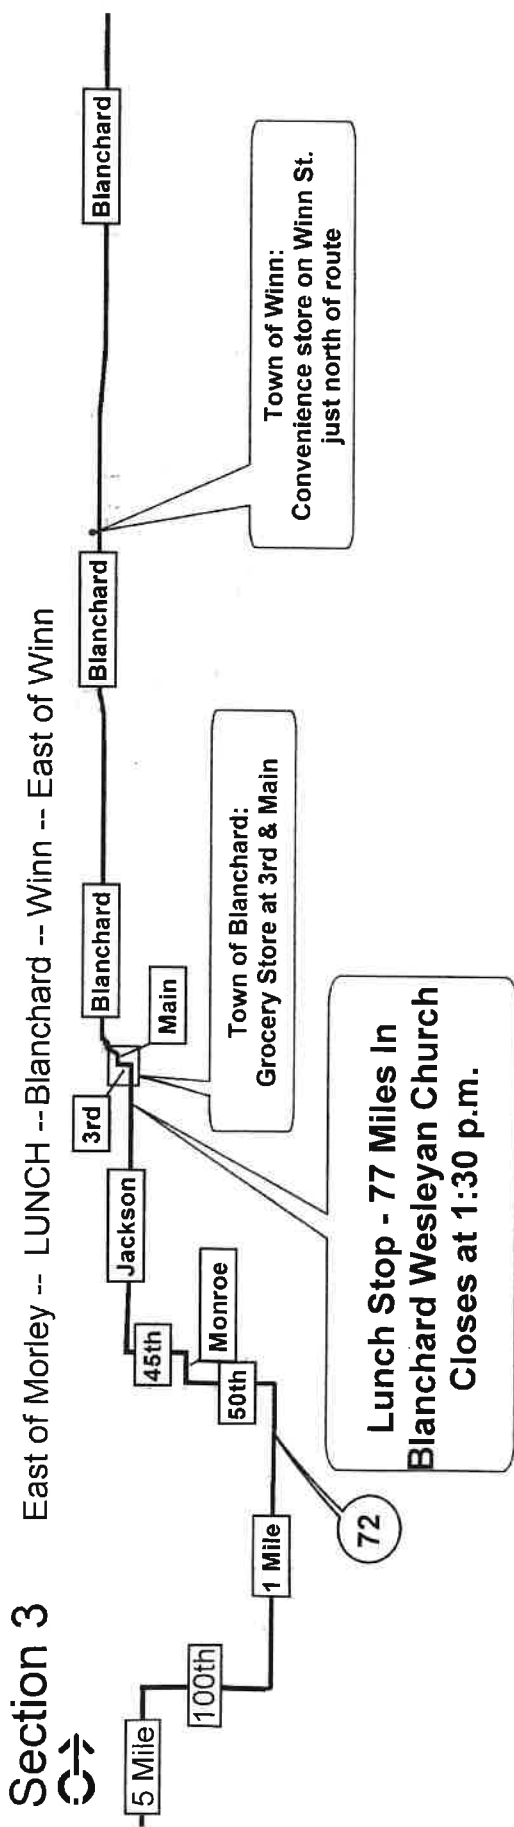 Section 3
East of Morley -- LUNCH --Blanchard -- Winn -- East of Winn
5 Mile
100th
1 Mile
72
50th
Monroe
45th
Jackson
Lunch Stop - 77 Miles In
Blanchard Wesleyan Church
Closes at 1:30 p.m.
3rd
Main
Town of Blanchard:
Grocery Store at 3rd & Main
Blanchard
Blanchard
Town of Winn:
Convenience store on Winn St.
just north of route
Blanchard